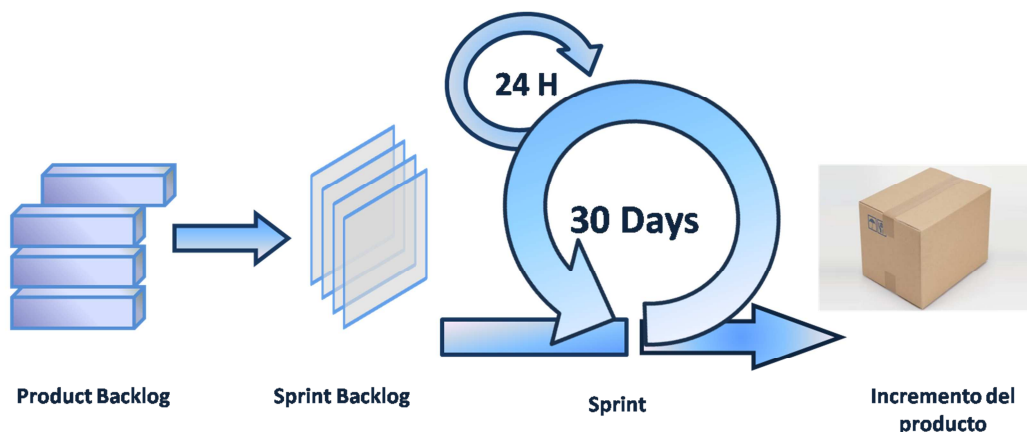 24 H
30 Days
Product Backlog
Sprint Backlog
Sprint
Incremento del
producto